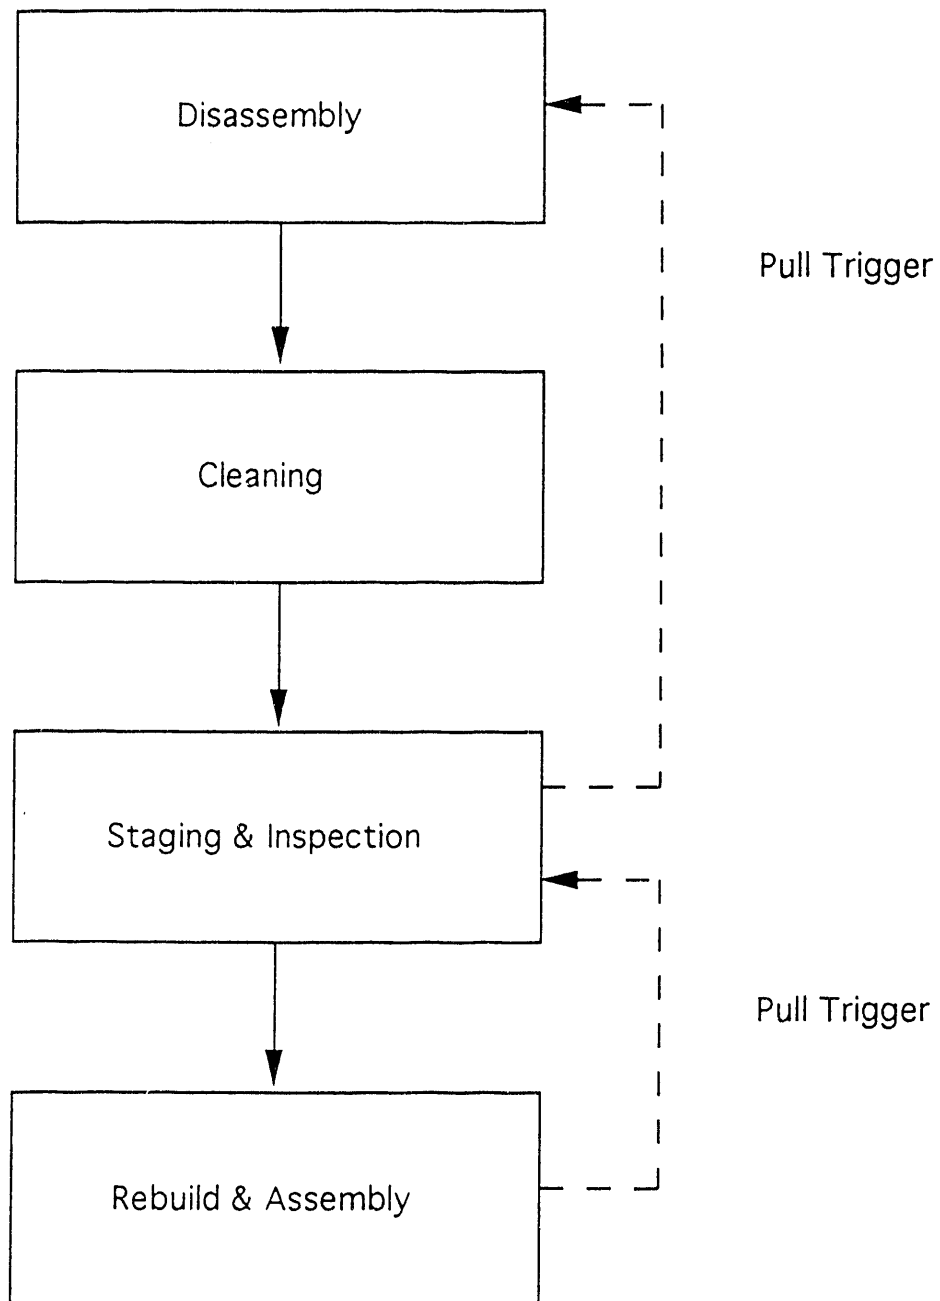 Disassembly
Pull Trigger
Cleaning
Staging & Inspection
Pull Trigger
Rebuild & Assembly